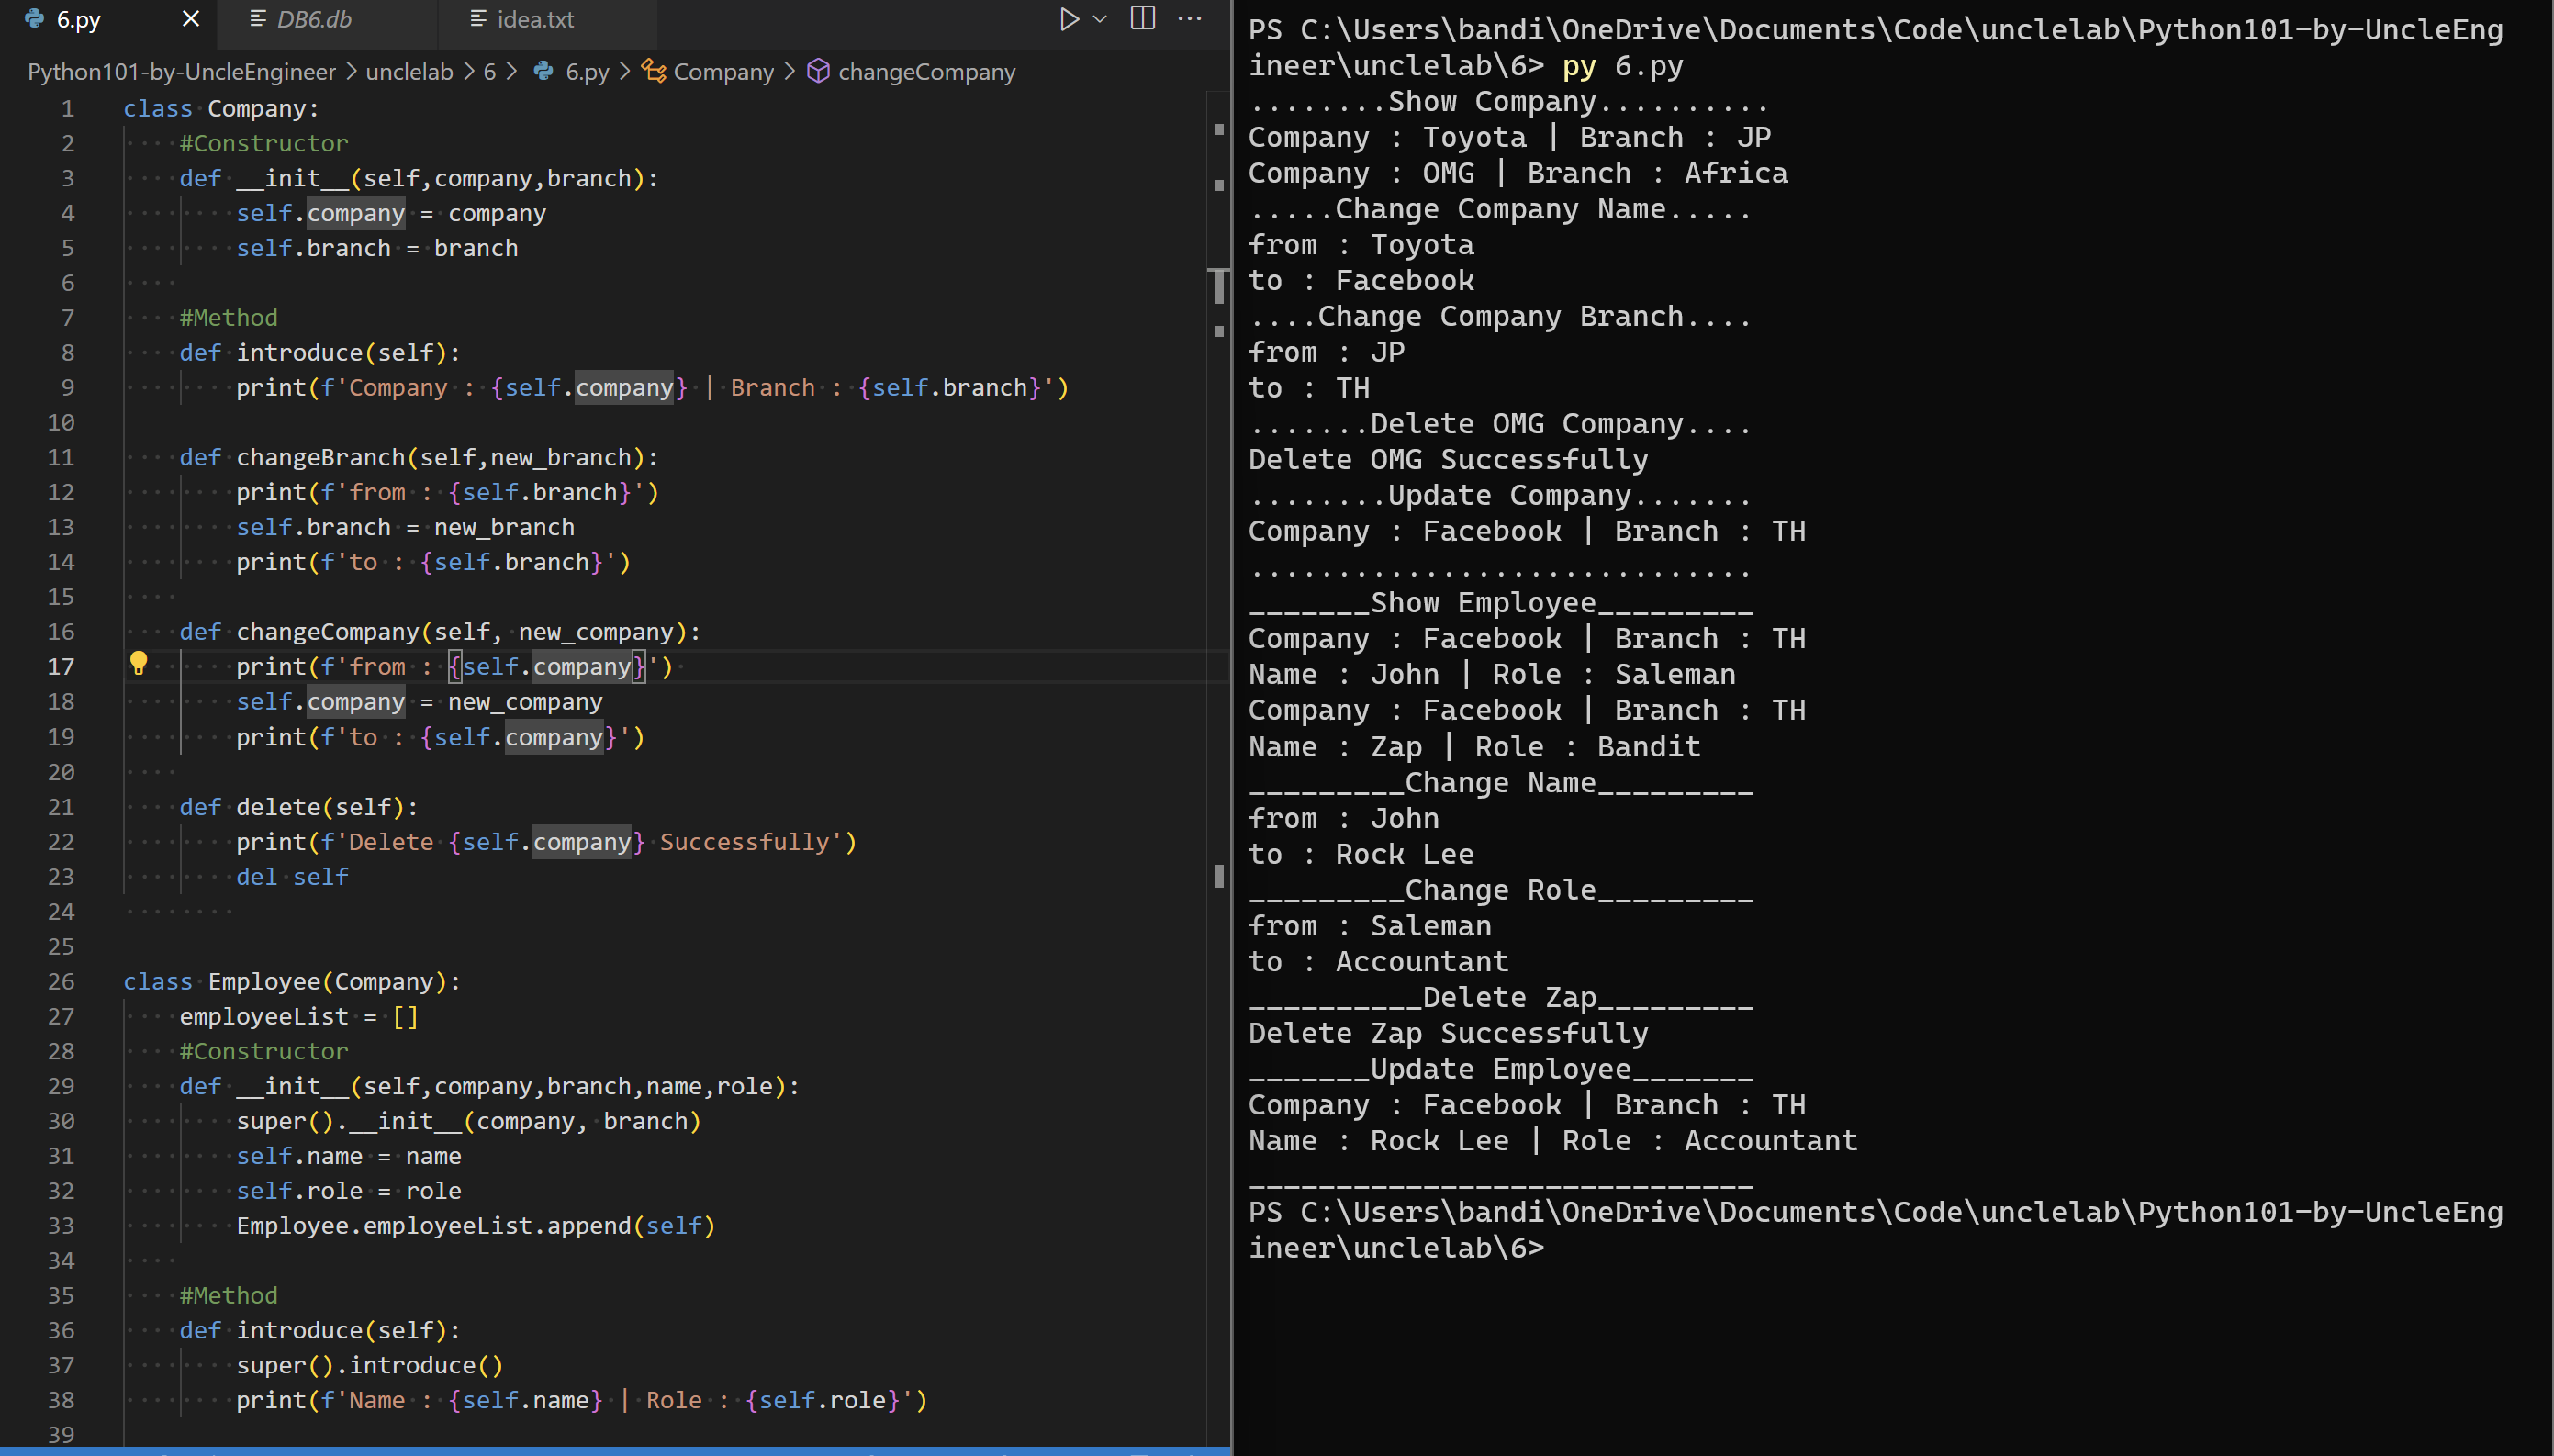 6.py
DB6.db
idea.txt
Python101-by-UncleEngineer > unclelab > 6 > 6.py > Company > changeCompany
1 class Company:
2     #Constructor
3     def __init__(self,company,branch):
4         self.company = company
5         self.branch = branch
6
7     #Method
8     def introduce(self):
9         print(f'Company : {self.company} | Branch : {self.branch}')
10
11     def changeBranch(self,new_branch):
12         print(f'from : {self.branch}')
13         self.branch = new_branch
14         print(f'to : {self.branch}')
15
16     def changeCompany(self, new_company):
17         print(f'from : {self.company}')
18         self.company = new_company
19         print(f'to : {self.company}')
20
21     def delete(self):
22         print(f'Delete {self.company} Successfully')
23         del self
24
25
26 class Employee(Company):
27     employeeList = []
28     #Constructor
29     def __init__(self,company,branch,name,role):
30         super().__init__(company, branch)
31         self.name = name
32         self.role = role
33         Employee.employeeList.append(self)
34
35     #Method
36     def introduce(self):
37         super().introduce()
38         print(f'Name : {self.name} | Role : {self.role}')
39
PS C:\Users\bandi\OneDrive\Documents\Code\unclelab\Python101-by-UncleEng
ineer\unclelab\6> py 6.py
........Show Company..........
Company : Toyota | Branch : JP
Company : OMG | Branch : Africa
.....Change Company Name.....
from : Toyota
to : Facebook
....Change Company Branch....
from : JP
to : TH
.......Delete OMG Company....
Delete OMG Successfully
........Update Company.......
Company : Facebook | Branch : TH
.............................
_______Show Employee_________
Company : Facebook | Branch : TH
Name : John | Role : Saleman
Company : Facebook | Branch : TH
Name : Zap | Role : Bandit
_________Change Name_________
from : John
to : Rock Lee
_________Change Role_________
from : Saleman
to : Accountant
__________Delete Zap_________
Delete Zap Successfully
_______Update Employee_______
Company : Facebook | Branch : TH
Name : Rock Lee | Role : Accountant
_____________________________
PS C:\Users\bandi\OneDrive\Documents\Code\unclelab\Python101-by-UncleEng
ineer\unclelab\6>